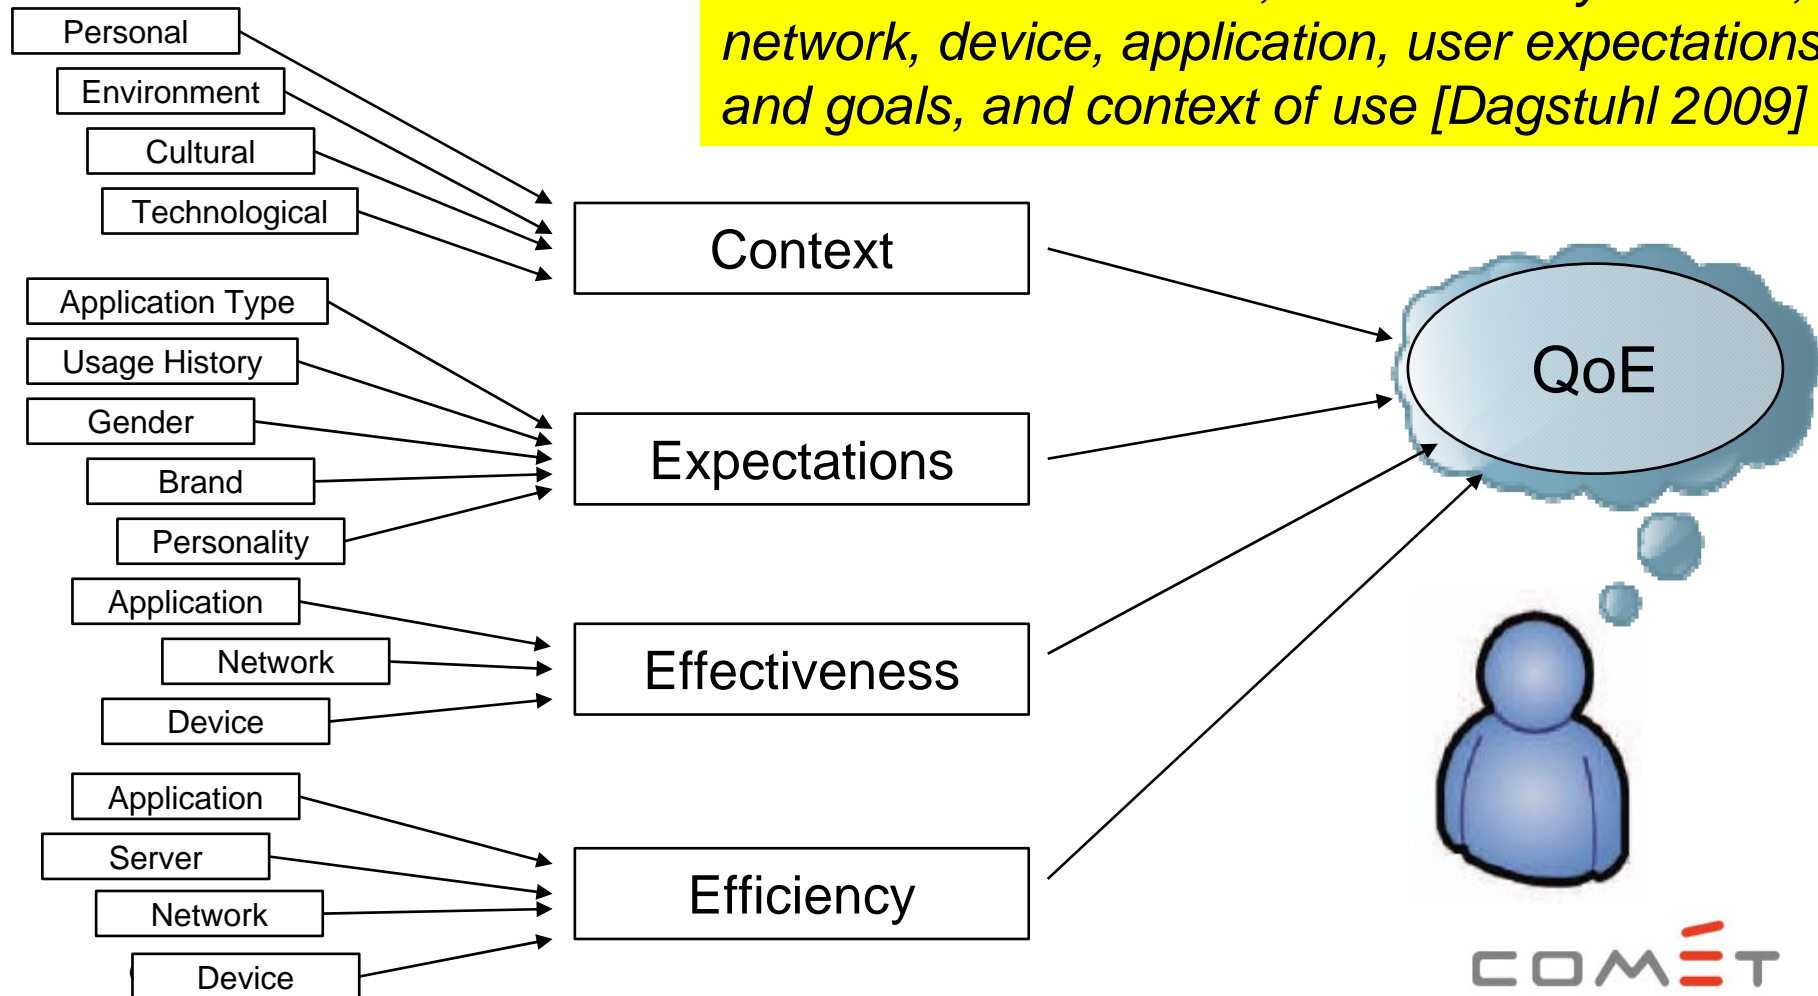 network, device, application, user expectations
and goals, and context of use [Dagstuhl 2009]
Personal
Environment
Cultural
Technological
Context
Application Type
Usage History
Gender
Brand
Personality
Expectations
QoE
Application
Network
Device
Effectiveness
Application
Server
Network
Device
Efficiency
COMÉT